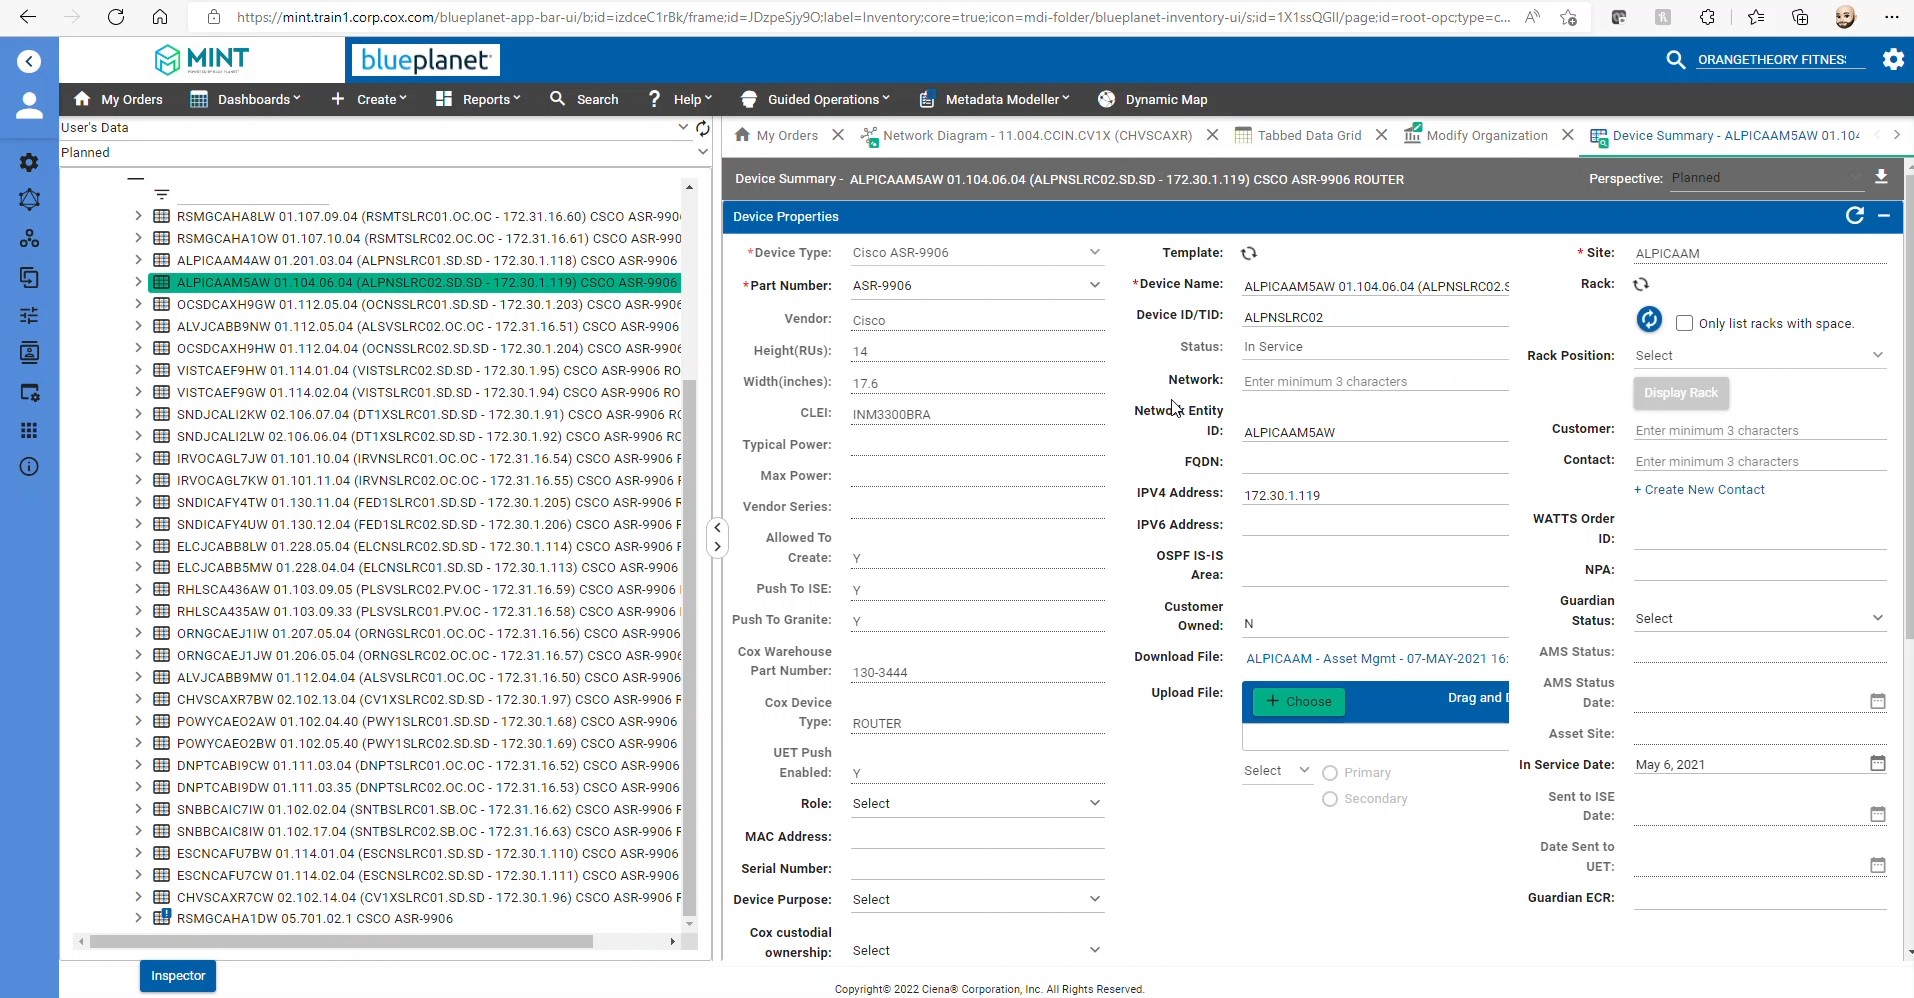 https://mint.train1.corp.cox.com/blueplanet-app-bar-ui/b;id=izdceC1rBk/frame;id=JDzpeSjy9O;label=Inventory;core=true;icon=mdi-folder/blueplanet-inventory-ui/s;id=1X1ssQGIl/page;id=root-opc;type=c...
MINT
blueplanet
ORANGETHEORY FITNES
My Orders
Dashboards
Create
Reports
Search
Help
Guided Operations
Metadata Modeller
Dynamic Map
User's Data
Planned
My Orders
Network Diagram - 11.004.CCIN.CV1X (CHVSCAXR)
Tabbed Data Grid
Modify Organization
Device Summary - ALPICAAM5AW 01.104
Device Summary - ALPICAAM5AW 01.104.06.04 (ALPNSLRC02.SD.SD - 172.30.1.119) CSCO ASR-9906 ROUTER
Perspective: Planned
RSMGCAHA8LW 01.107.09.04 (RSMTSLRC01.OC.OC - 172.31.16.60) CSCO ASR-990
RSMGCAHA1OW 01.107.10.04 (RSMTSLRC02.OC.OC - 172.31.16.61) CSCO ASR-990
ALPICAAM4AW 01.201.03.04 (ALPNSLRC01.SD.SD - 172.30.1.118) CSCO ASR-9906
ALPICAAM5AW 01.104.06.04 (ALPNSLRC02.SD.SD - 172.30.1.119) CSCO ASR-9906
OCSDCAXH9GW 01.112.05.04 (OCNSSLRC01.SD.SD - 172.30.1.203) CSCO ASR-9906
ALVJCABB9NW 01.112.05.04 (ALSVSLRC02.OC.OC - 172.31.16.51) CSCO ASR-9906
OCSDCAXH9HW 01.112.04.04 (OCNSSLRC02.SD.SD - 172.30.1.204) CSCO ASR-9906
VISTCAEF9HW 01.114.01.04 (VISTSLRC02.SD.SD - 172.30.1.95) CSCO ASR-9906 RO
VISTCAEF9GW 01.114.02.04 (VISTSLRC01.SD.SD - 172.30.1.94) CSCO ASR-9906 RO
SNDJCALI2KW 02.106.07.04 (DT1XSLRC01.SD.SD - 172.30.1.91) CSCO ASR-9906 RO
SNDJCALI2LW 02.106.06.04 (DT1XSLRC02.SD.SD - 172.30.1.92) CSCO ASR-9906 RO
IRVOCAGL7JW 01.101.10.04 (IRVNSLRC01.OC.OC - 172.31.16.54) CSCO ASR-9906 R
IRVOCAGL7KW 01.101.11.04 (IRVNSLRC02.OC.OC - 172.31.16.55) CSCO ASR-9906 R
SNDICAFY4TW 01.130.11.04 (FED1SLRC01.SD.SD - 172.30.1.205) CSCO ASR-9906 R
SNDICAFY4UW 01.130.12.04 (FED1SLRC02.SD.SD - 172.30.1.206) CSCO ASR-9906 R
ELCJCABB8LW 01.228.05.04 (ELCNSLRC02.SD.SD - 172.30.1.114) CSCO ASR-9906 R
ELCJCABB5MW 01.228.04.04 (ELCNSLRC01.SD.SD - 172.30.1.113) CSCO ASR-9906
RHLSCA436AW 01.103.09.05 (PLSVSLRC02.PV.OC - 172.31.16.59) CSCO ASR-9906
RHLSCA435AW 01.103.09.33 (PLSVSLRC01.PV.OC - 172.31.16.58) CSCO ASR-9906
ORNGCAEJ1IW 01.207.05.04 (ORNGSLRC01.OC.OC - 172.31.16.56) CSCO ASR-9906
ORNGCAEJ1JW 01.206.05.04 (ORNGSLRC02.OC.OC - 172.31.16.57) CSCO ASR-9906
ALVJCABB9MW 01.112.04.04 (ALSVSLRC01.OC.OC - 172.31.16.50) CSCO ASR-9906
CHVSCAXR7BW 02.102.13.04 (CV1XSLRC02.SD.SD - 172.30.1.97) CSCO ASR-9906 R
POWYCAEO2AW 01.102.04.40 (PWY1SLRC01.SD.SD - 172.30.1.68) CSCO ASR-9906
POWYCAEO2BW 01.102.05.40 (PWY1SLRC02.SD.SD - 172.30.1.69) CSCO ASR-9906
DNPTCABI9CW 01.111.03.04 (DNPTSLRC01.OC.OC - 172.31.16.52) CSCO ASR-9906
DNPTCABI9DW 01.111.03.35 (DNPTSLRC02.OC.OC - 172.31.16.53) CSCO ASR-9906
SNBBCAIC7IW 01.102.02.04 (SNTBSLRC01.SB.OC - 172.31.16.62) CSCO ASR-9906 R
SNBBCAIC8IW 01.102.17.04 (SNTBSLRC02.SB.OC - 172.31.16.63) CSCO ASR-9906 R
ESCNCAFU7BW 01.114.01.04 (ESCNSLRC01.SD.SD - 172.30.1.110) CSCO ASR-9906
ESCNCAFU7CW 01.114.02.04 (ESCNSLRC02.SD.SD - 172.30.1.111) CSCO ASR-9906
CHVSCAXR7CW 02.102.14.04 (CV1XSLRC01.SD.SD - 172.30.1.96) CSCO ASR-9906 R
RSMGCAHA1DW 05.701.02.1 CSCO ASR-9906
Inspector
Device Properties
*Device Type: Cisco ASR-9906
*Part Number: ASR-9906
Vendor: Cisco
Height(RUs): 14
Width(inches): 17.6
CLEI: INM3300BRA
Typical Power:
Max Power:
Vendor Series:
Allowed To
Create: Y
Push To ISE: Y
Push To Granite: Y
Cox Warehouse
Part Number: 130-3444
Cox Device
Type: ROUTER
UET Push
Enabled: Y
Role: Select
MAC Address:
Serial Number:
Device Purpose: Select
Cox custodial
ownership: Select
Template:
*Device Name: ALPICAAM5AW 01.104.06.04 (ALPNSLRC02.S
Device ID/TID: ALPNSLRC02
Status: In Service
Network: Enter minimum 3 characters
Network Entity
ID: ALPICAAM5AW
FQDN:
IPV4 Address: 172.30.1.119
IPV6 Address:
OSPF IS-IS
Area:
Customer
Owned: N
Download File: ALPICAAM - Asset Mgmt - 07-MAY-2021 16:
Upload File: + Choose Drag and D
Select Primary
Secondary
* Site: ALPICAAM
Rack:
Only list racks with space.
Rack Position: Select
Display Rack
Customer: Enter minimum 3 characters
Contact: Enter minimum 3 characters
+ Create New Contact
WATTS Order
ID:
NPA:
Guardian
Status: Select
AMS Status:
AMS Status
Date:
Asset Site:
In Service Date: May 6, 2021
Sent to ISE
Date:
Date Sent to
UET:
Guardian ECR:
Copyright© 2022 Ciena® Corporation, Inc. All Rights Reserved.